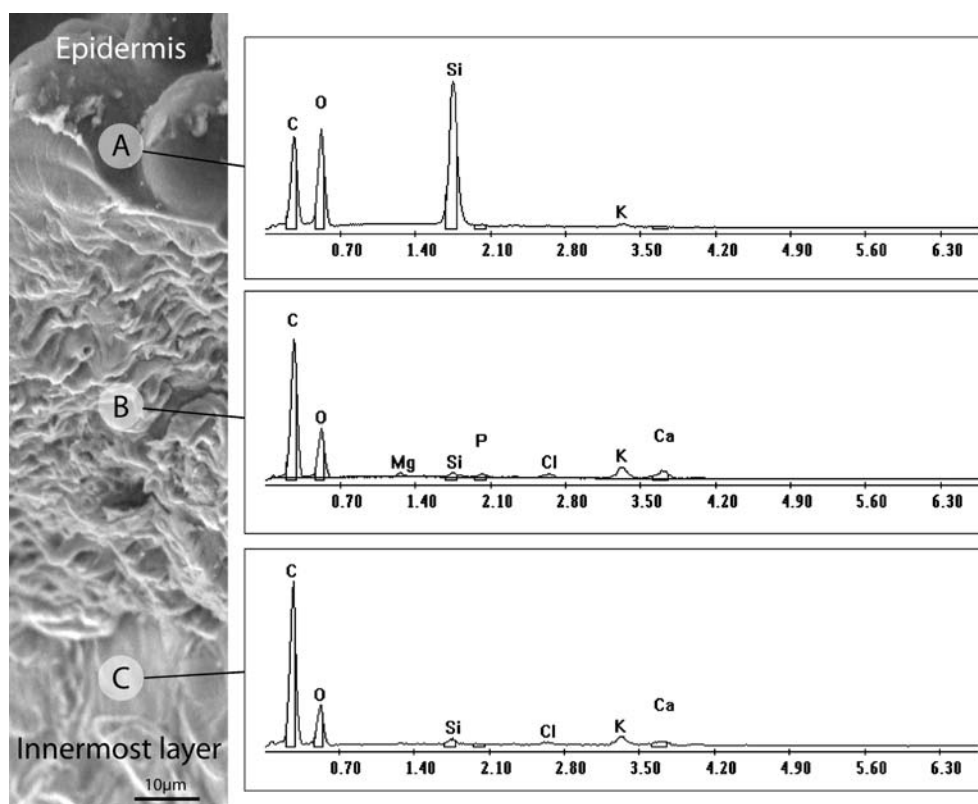 Epidermis
A
B
C
Innermost layer
10µm
Si
O
C
K
0.70 1.40 2.10 2.80 3.50 4.20 4.90 5.60 6.30
C
O
Mg Si P Cl K Ca
0.70 1.40 2.10 2.80 3.50 4.20 4.90 5.60 6.30
C
O
Si Cl K Ca
0.70 1.40 2.10 2.80 3.50 4.20 4.90 5.60 6.30